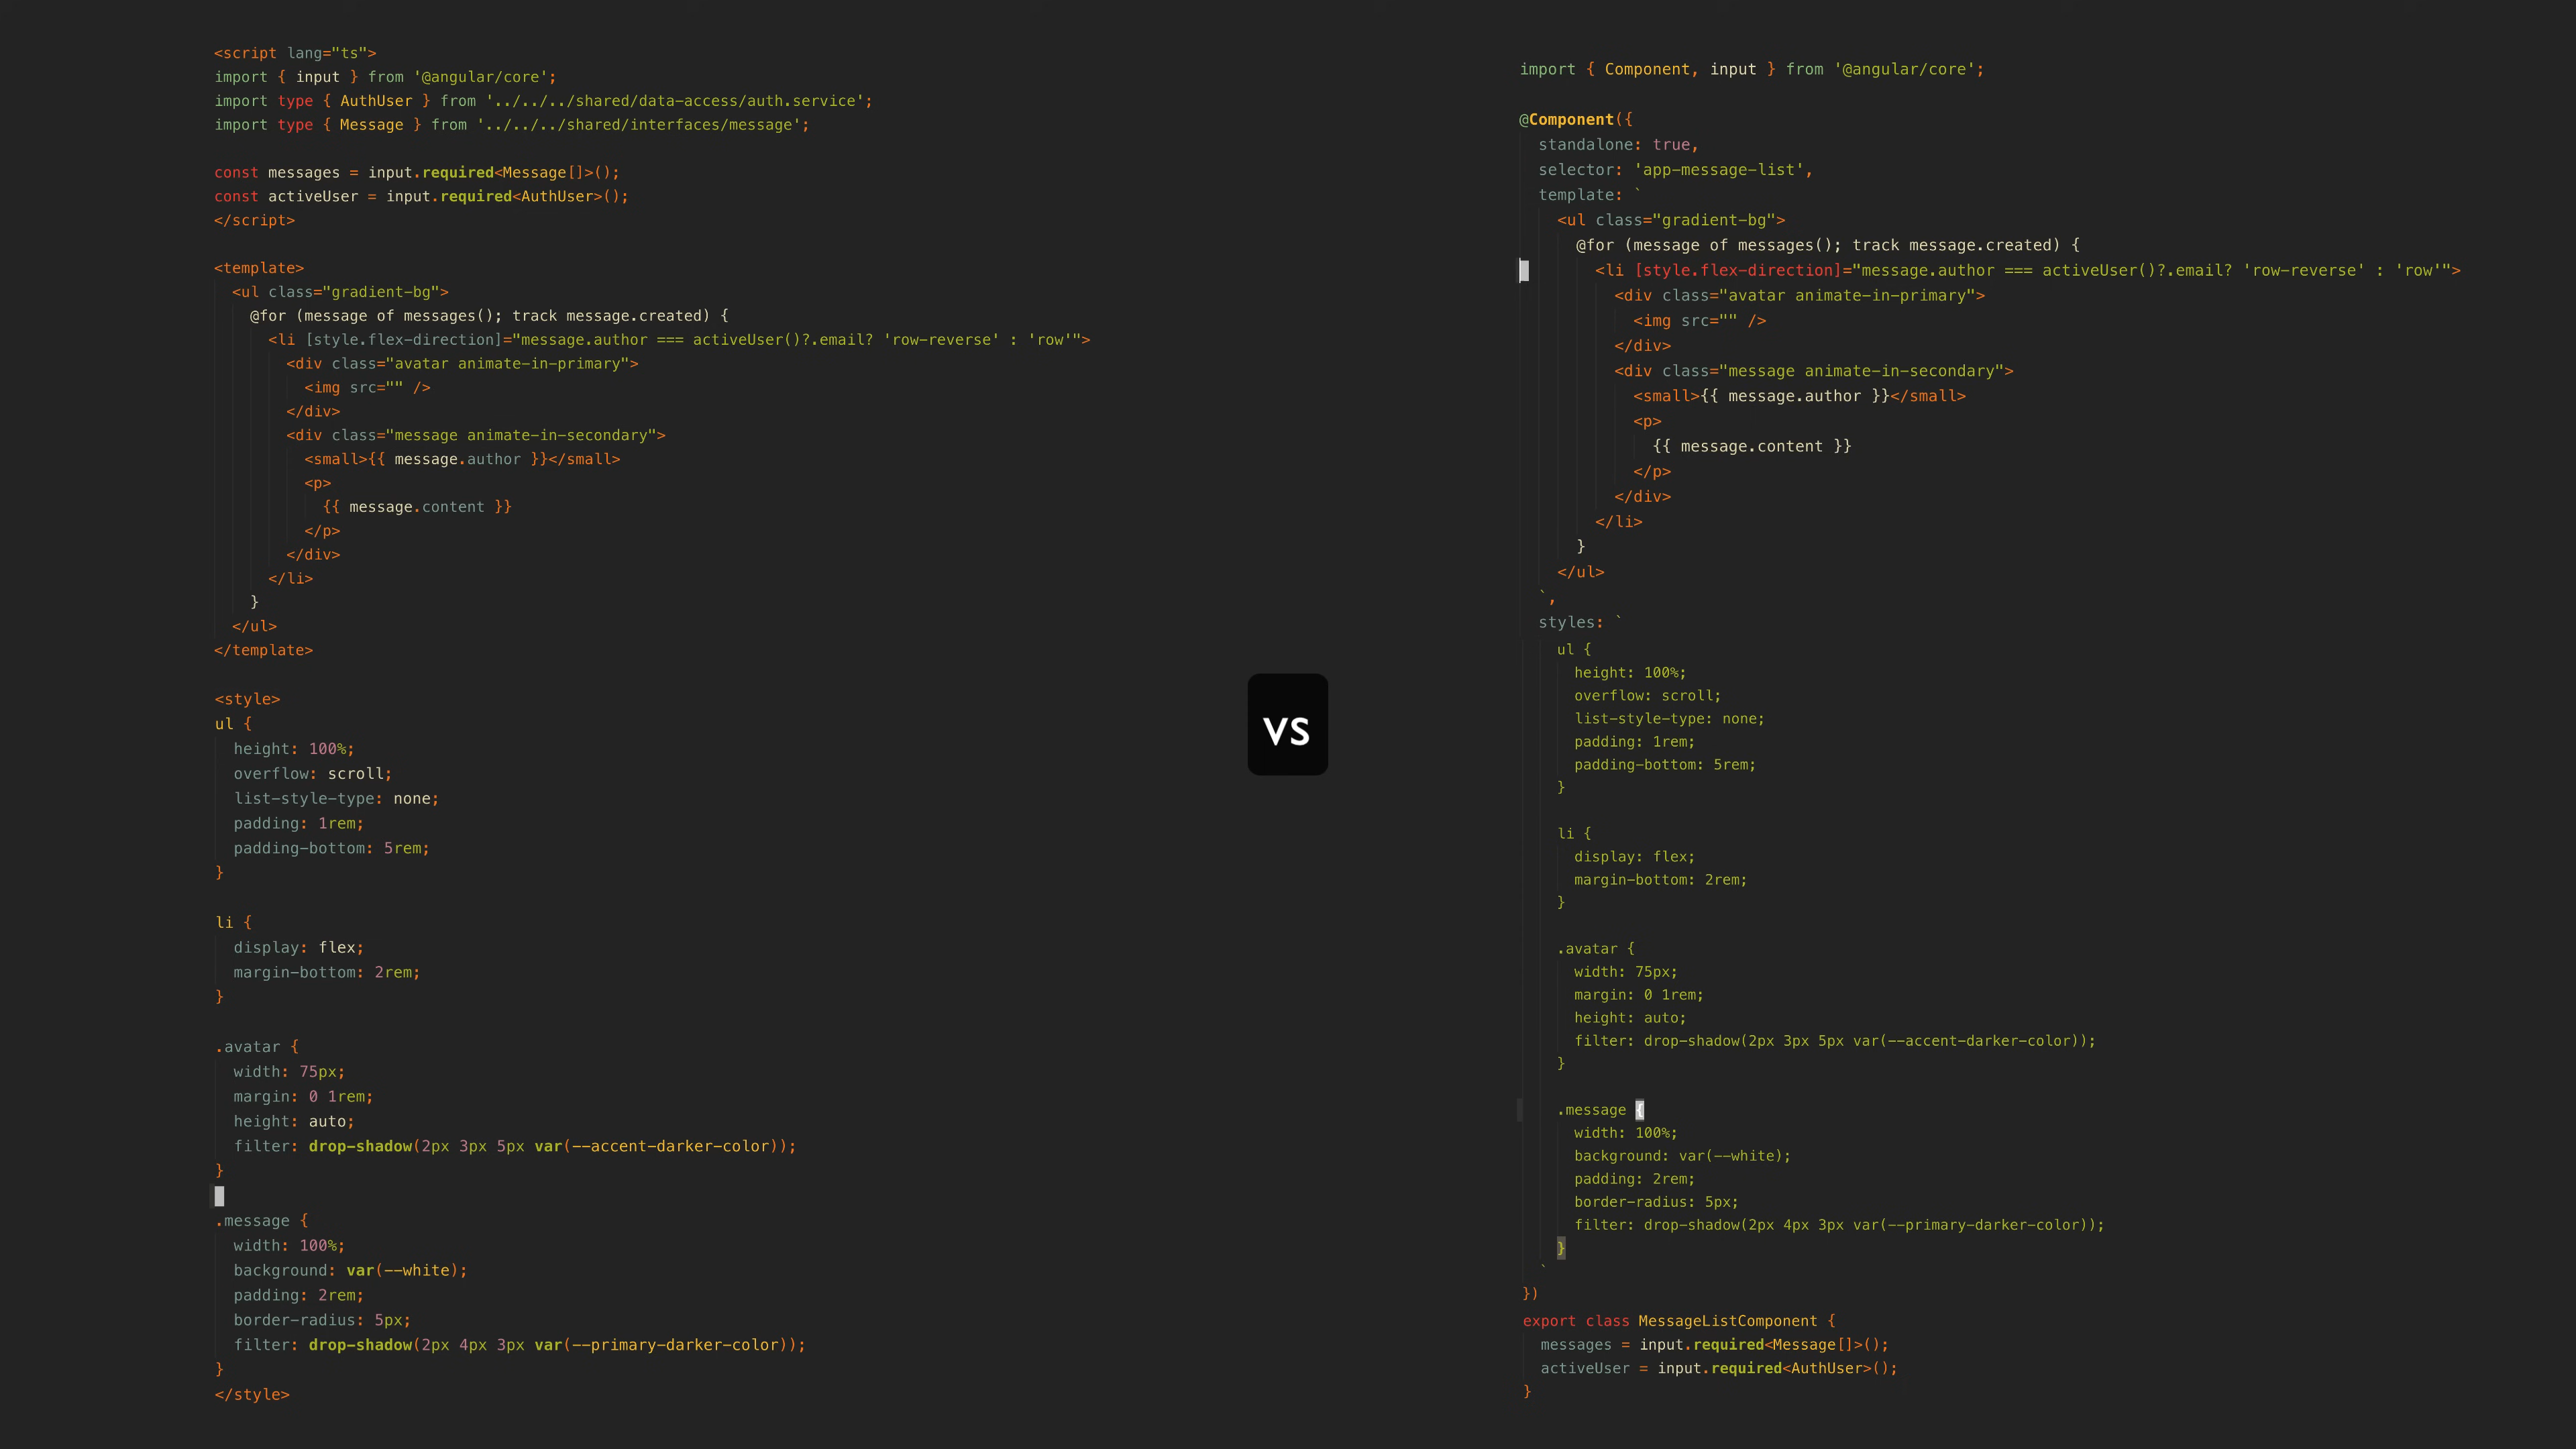 <script lang="ts">
import { input } from '@angular/core';
import type { AuthUser } from '../../../shared/data-access/auth.service';
import type { Message } from '../../../shared/interfaces/message';

const messages = input.required<Message[]>();
const activeUser = input.required<AuthUser>();
</script>

<template>
  <ul class="gradient-bg">
    @for (message of messages(); track message.created) {
      <li [style.flex-direction]="message.author === activeUser()?.email? 'row-reverse' : 'row'">
        <div class="avatar animate-in-primary">
          <img src="" />
        </div>
        <div class="message animate-in-secondary">
          <small>{{ message.author }}</small>
          <p>
            {{ message.content }}
          </p>
        </div>
      </li>
    }
  </ul>
</template>

<style>
ul {
  height: 100%;
  overflow: scroll;
  list-style-type: none;
  padding: 1rem;
  padding-bottom: 5rem;
}

li {
  display: flex;
  margin-bottom: 2rem;
}

.avatar {
  width: 75px;
  margin: 0 1rem;
  height: auto;
  filter: drop-shadow(2px 3px 5px var(--accent-darker-color));
}

.message {
  width: 100%;
  background: var(--white);
  padding: 2rem;
  border-radius: 5px;
  filter: drop-shadow(2px 4px 3px var(--primary-darker-color));
}
</style>

vs

import { Component, input } from '@angular/core';

@Component({
  standalone: true,
  selector: 'app-message-list',
  template: `
    <ul class="gradient-bg">
      @for (message of messages(); track message.created) {
        <li [style.flex-direction]="message.author === activeUser()?.email? 'row-reverse' : 'row'">
          <div class="avatar animate-in-primary">
            <img src="" />
          </div>
          <div class="message animate-in-secondary">
            <small>{{ message.author }}</small>
            <p>
              {{ message.content }}
            </p>
          </div>
        </li>
      }
    </ul>
  `,
  styles: `
    ul {
      height: 100%;
      overflow: scroll;
      list-style-type: none;
      padding: 1rem;
      padding-bottom: 5rem;
    }

    li {
      display: flex;
      margin-bottom: 2rem;
    }

    .avatar {
      width: 75px;
      margin: 0 1rem;
      height: auto;
      filter: drop-shadow(2px 3px 5px var(--accent-darker-color));
    }

    .message {
      width: 100%;
      background: var(--white);
      padding: 2rem;
      border-radius: 5px;
      filter: drop-shadow(2px 4px 3px var(--primary-darker-color));
    }
  `
})
export class MessageListComponent {
  messages = input.required<Message[]>();
  activeUser = input.required<AuthUser>();
}